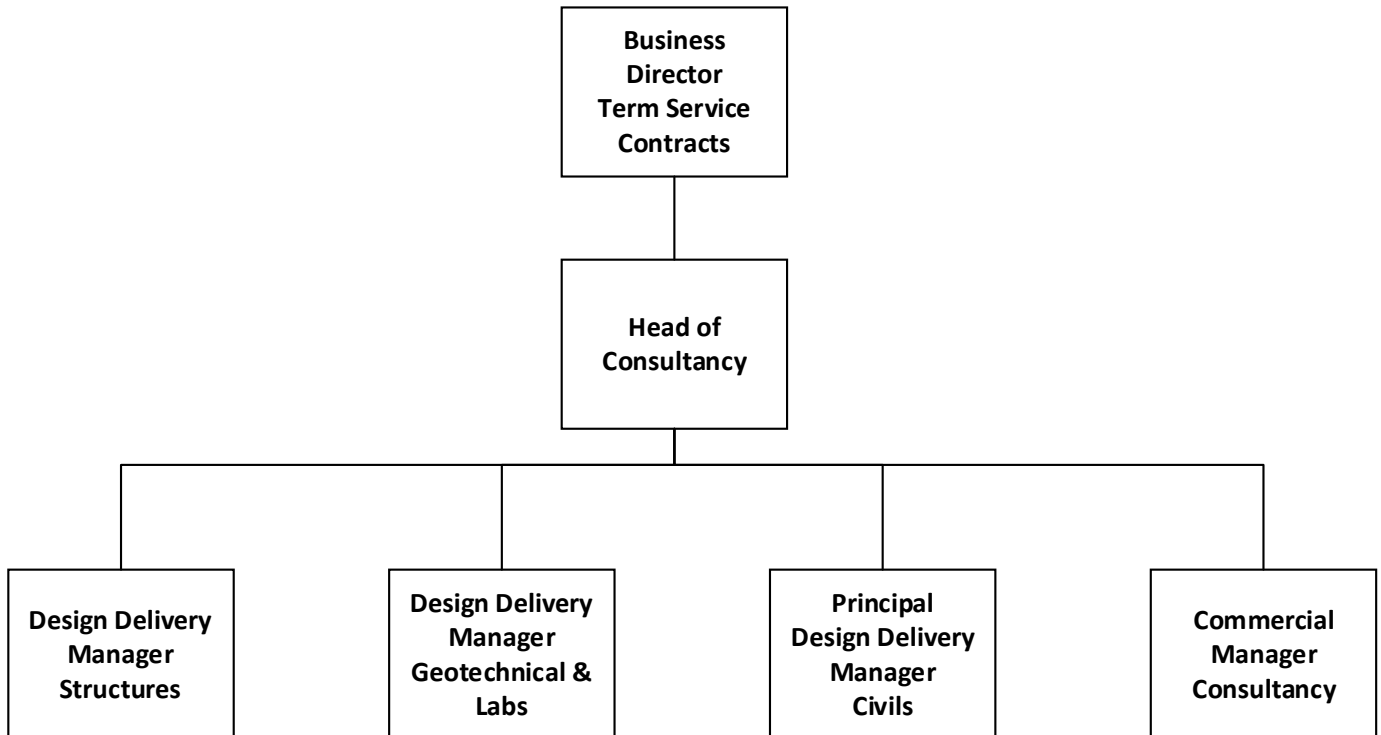 Business
Director
Term Service
Contracts
Head of
Consultancy
Design Delivery
Manager
Structures
Design Delivery
Manager
Geotechnical &
Labs
Principal
Design Delivery
Manager
Civils
Commercial
Manager
Consultancy